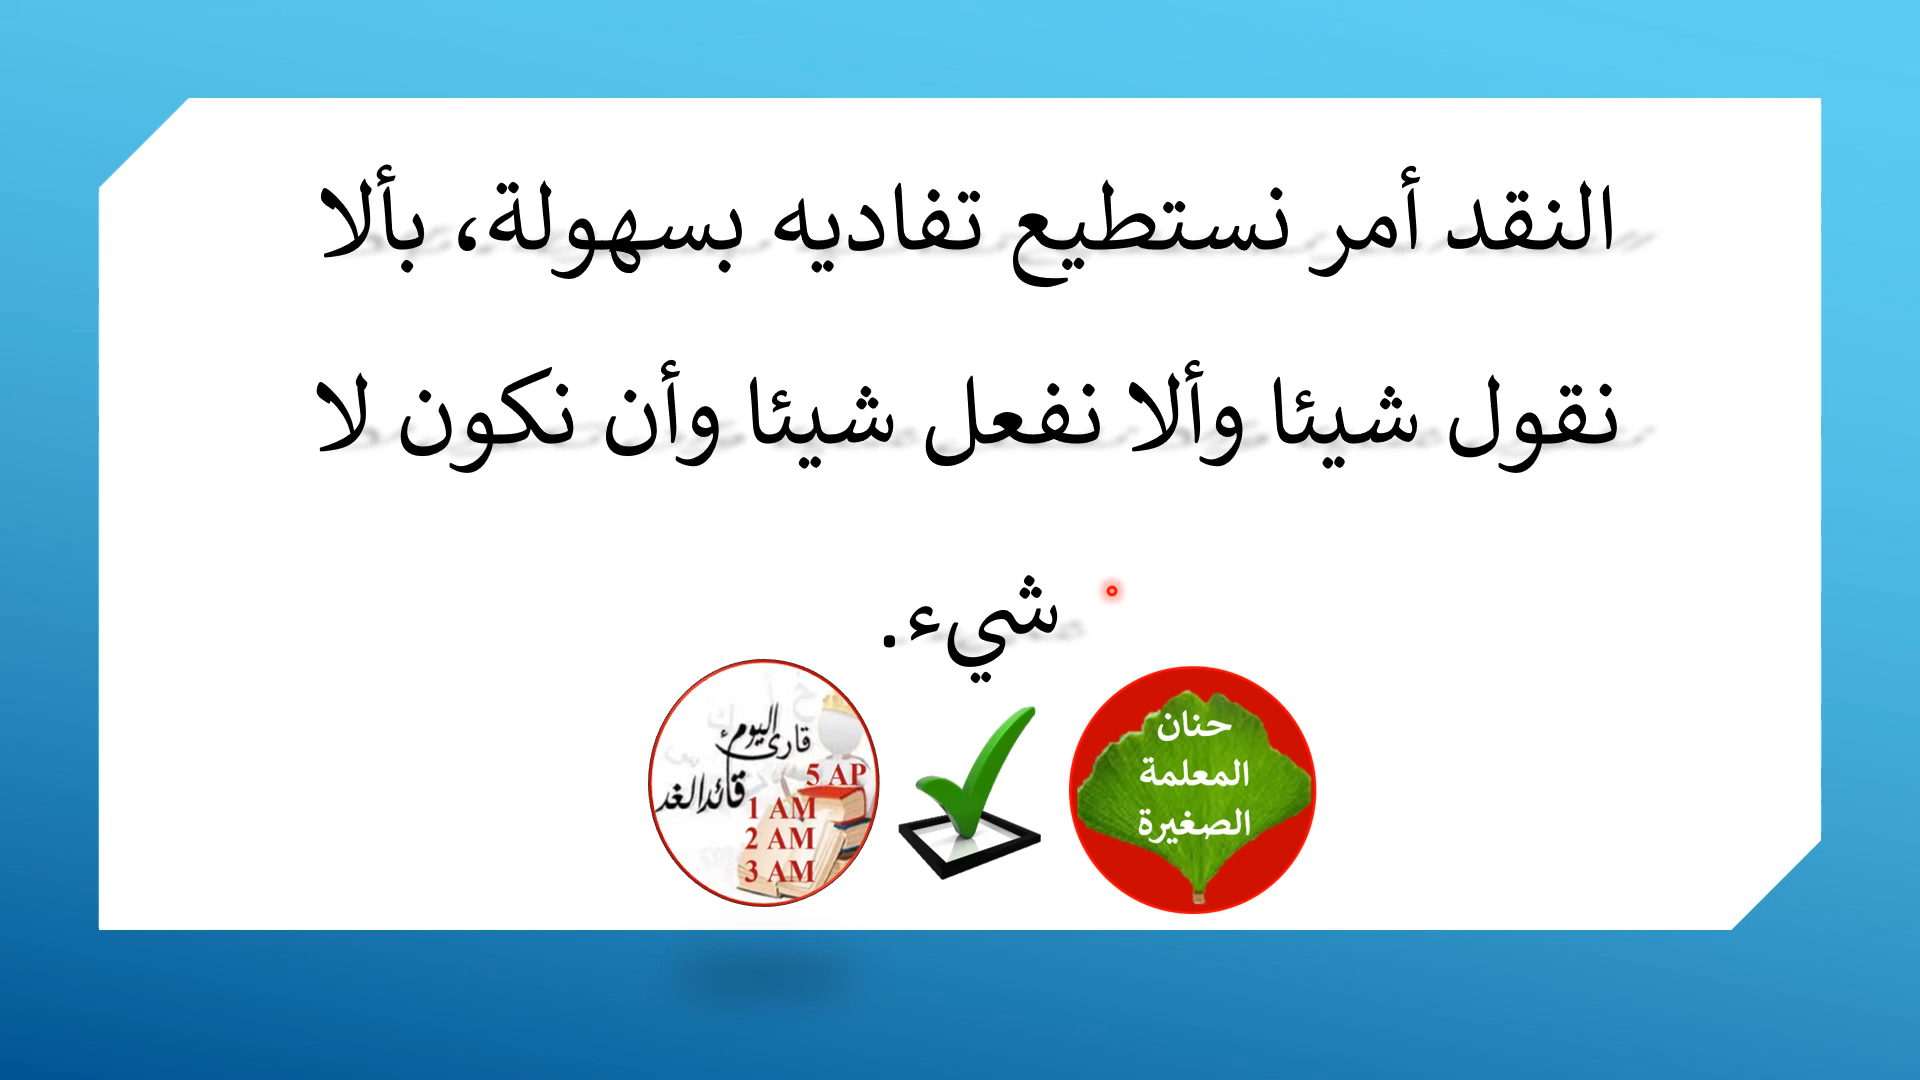 النقد أمر نستطيع تفاديه بسهولة، بألا
نقول شيئا وألا نفعل شيئا وأن نكون لا
شيء.
حنان
المعلمة
الصغيرة
قارئ اليوم
قائد الغد
5 AP
1 AM
2 AM
3 AM